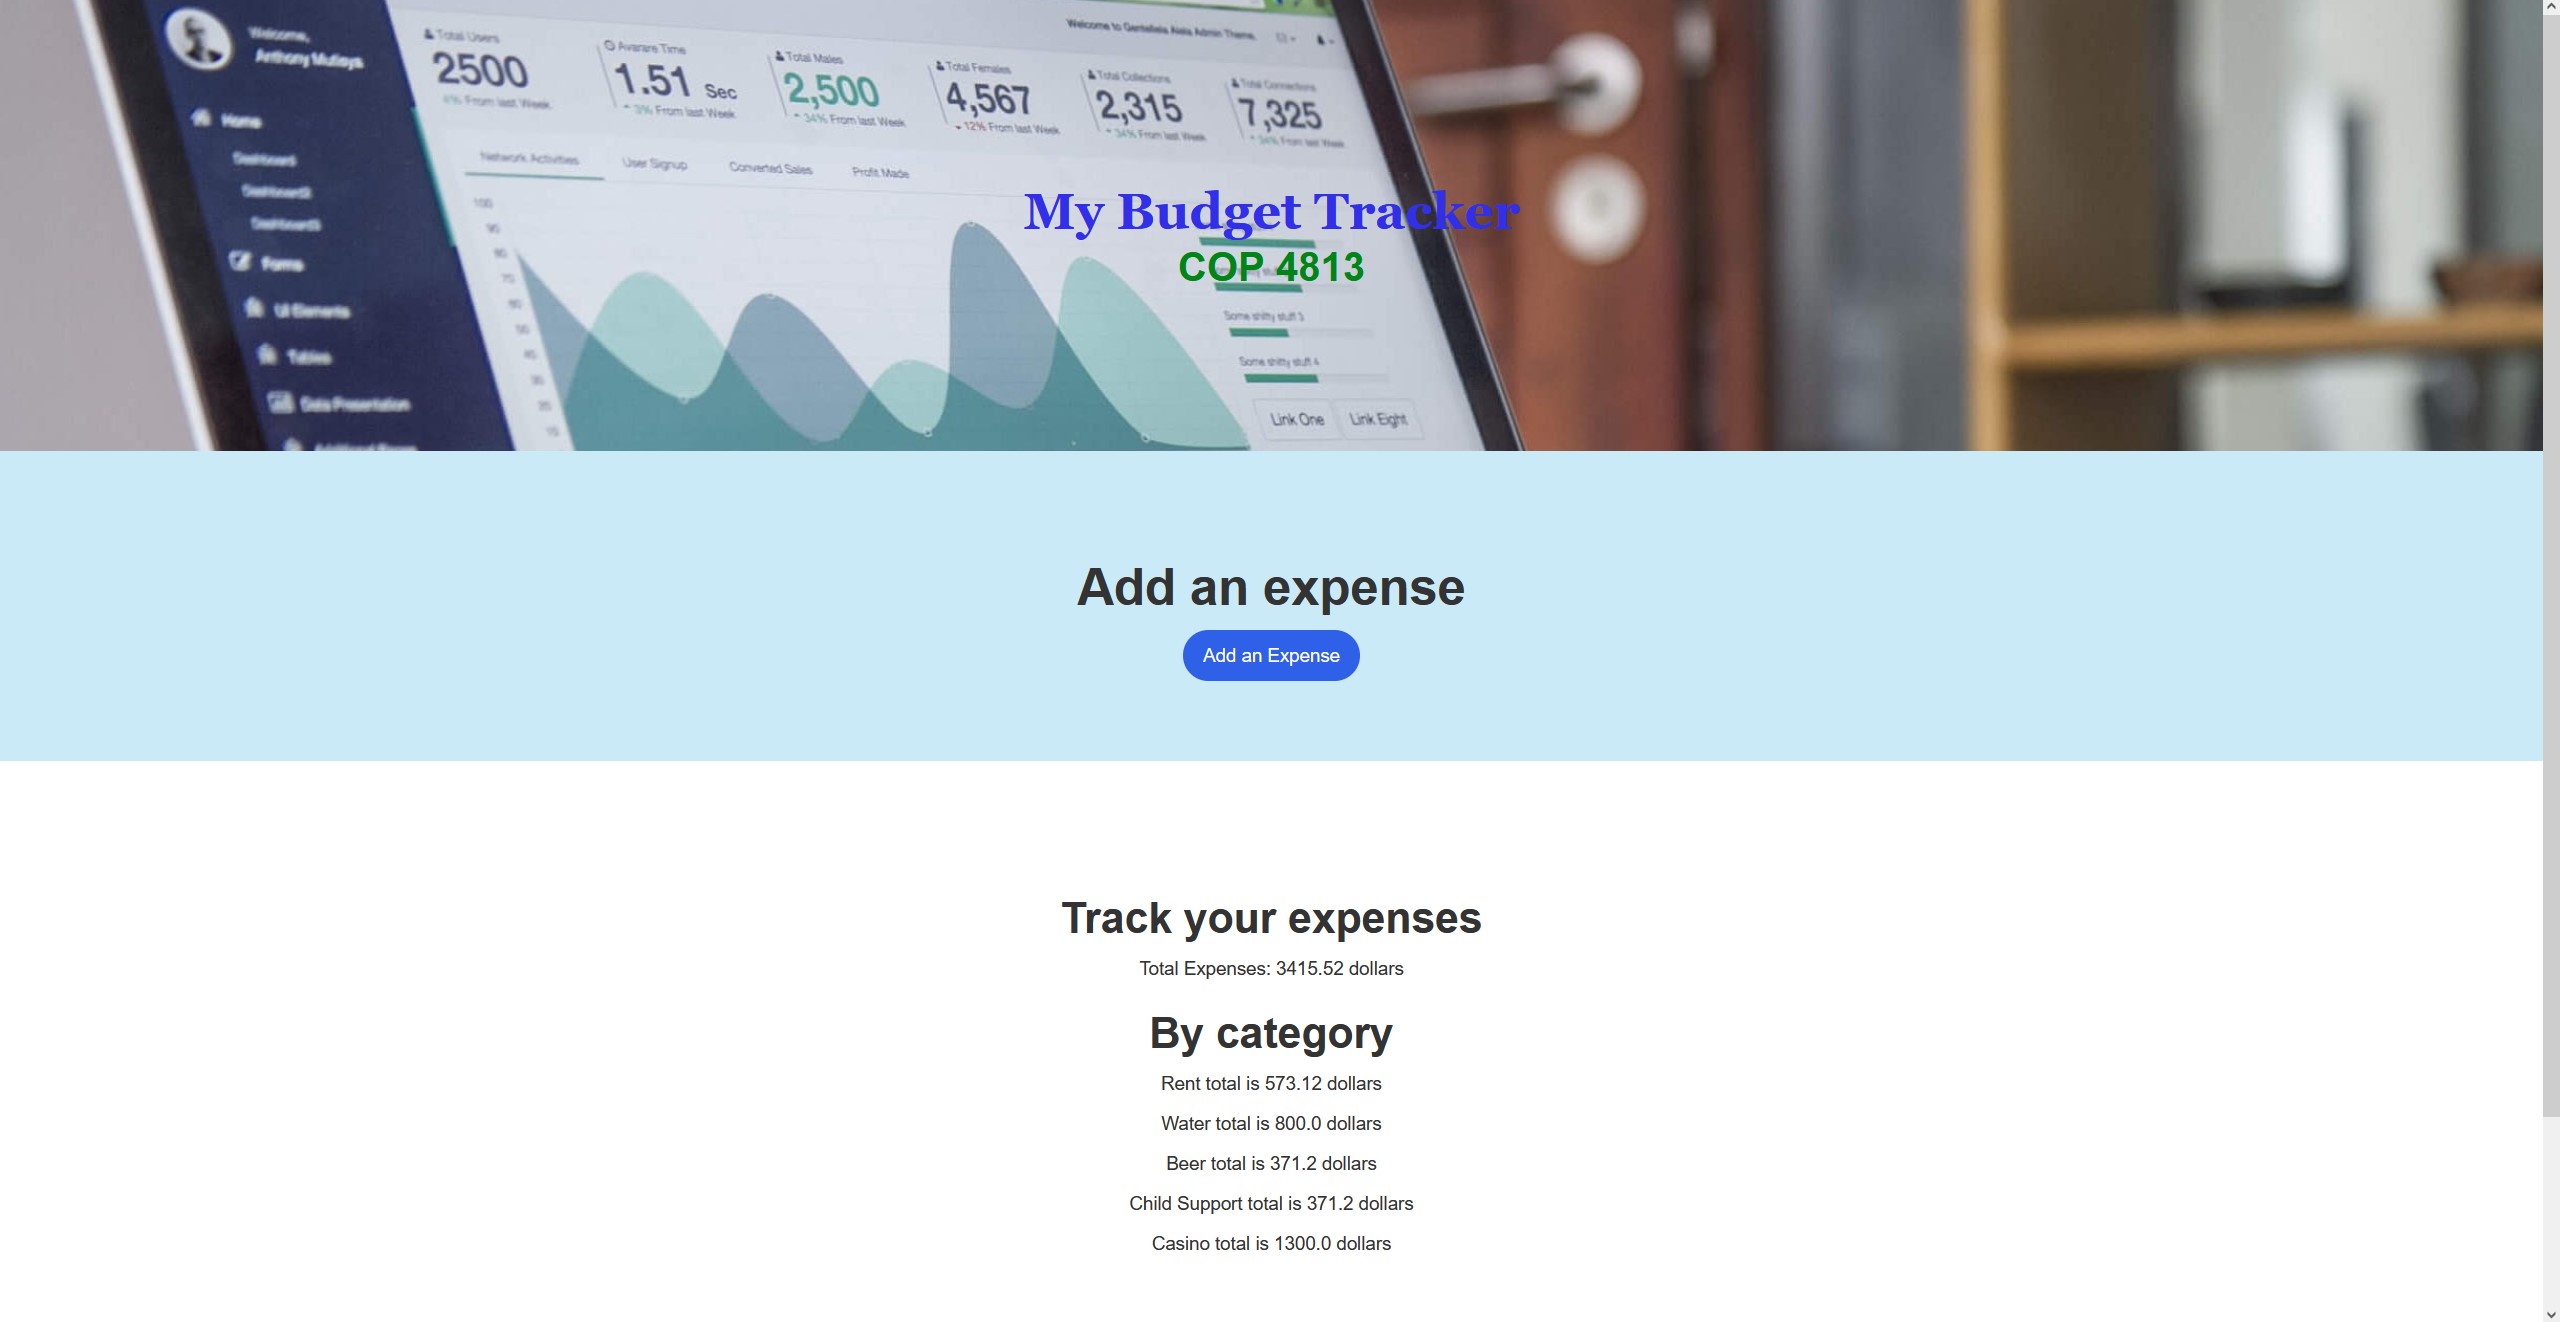 Welcome to Gentellela Alela Admin Theme.
Welcome,
Anthony Mutisya
Total Users
2500
4% From last Week
Avarare Time
1.51 Sec
3% From last Week
Total Males
2,500
34% From last Week
Total Females
4,567
12% From last Week
Total Collections
2,315
34% From last Week
Total Connections
7,325
34% From last Week
Home
Dashboard
Dashboard2
Dashboard3
Forms
UI Elements
Tables
Data Presentation
Network Activities
User Signup
Converted Sales
Profit Made
100
90
80
70
60
50
40
30
20
10
My Budget Tracker
COP 4813
Some shitty stuff 3
Some shitty stuff 4
Link One
Link Eight
Add an expense
Add an Expense
Track your expenses
Total Expenses: 3415.52 dollars
By category
Rent total is 573.12 dollars
Water total is 800.0 dollars
Beer total is 371.2 dollars
Child Support total is 371.2 dollars
Casino total is 1300.0 dollars